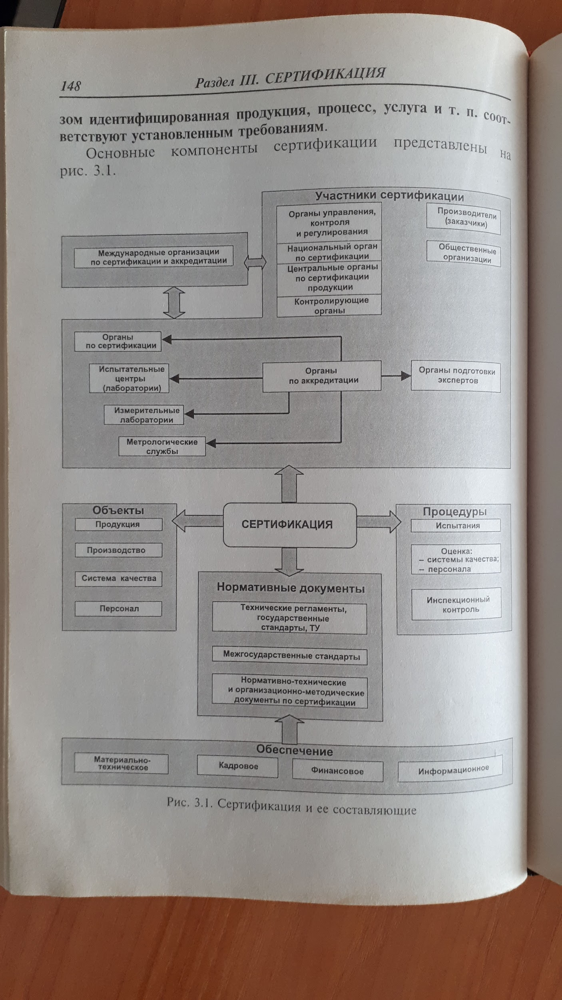 148
Раздел III. СЕРТИФИКАЦИЯ
зом идентифицированная продукция, процесс, услуга и т. п. соот-
ветствуют установленным требованиям.
Основные компоненты сертификации представлены на
рис. 3.1.
Участники сертификации
Органы управления,
контроля
и регулирования
Национальный орган
по сертификации
Центральные органы
по сертификации
продукции
Контролирующие
органы
Производители
(заказчики)
Общественные
организации
Международные организации
по сертификации и аккредитации
Органы
по сертификации
Испытательные
центры
(лаборатории)
Измерительные
лаборатории
Метрологические
службы
Органы
по аккредитации
Органы подготовки
экспертов
СЕРТИФИКАЦИЯ
Объекты
Продукция
Производство
Система качества
Персонал
Процедуры
Испытания
Оценка:
– системы качества;
– персонала
Инспекционный
контроль
Нормативные документы
Технические регламенты,
государственные
стандарты, ТУ
Межгосударственные стандарты
Нормативно-технические
и организационно-методические
документы по сертификации
Обеспечение
Материально-
техническое
Кадровое
Финансовое
Информационное
Рис. 3.1. Сертификация и ее составляющие